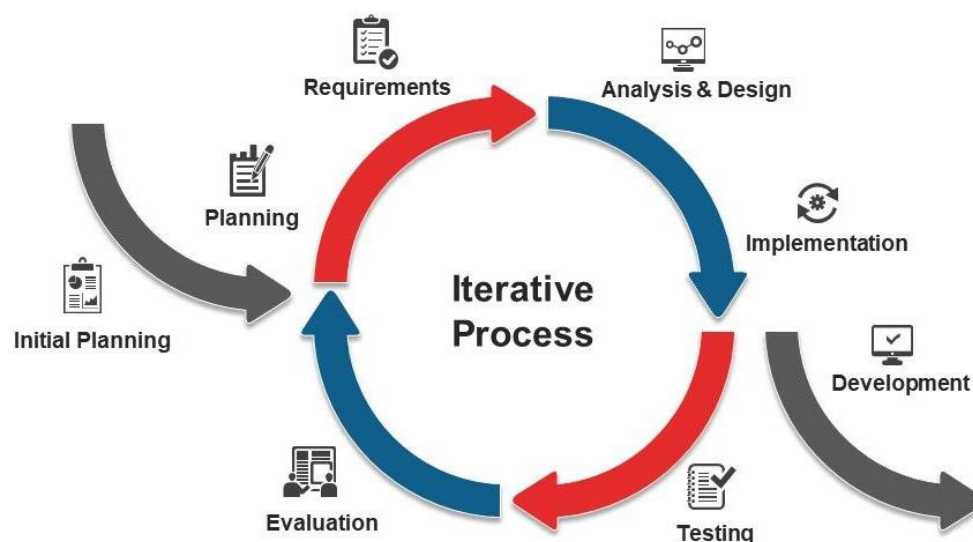 Requirements
Analysis & Design
Planning
Implementation
Iterative
Process
Initial Planning
Development
Evaluation
Testing